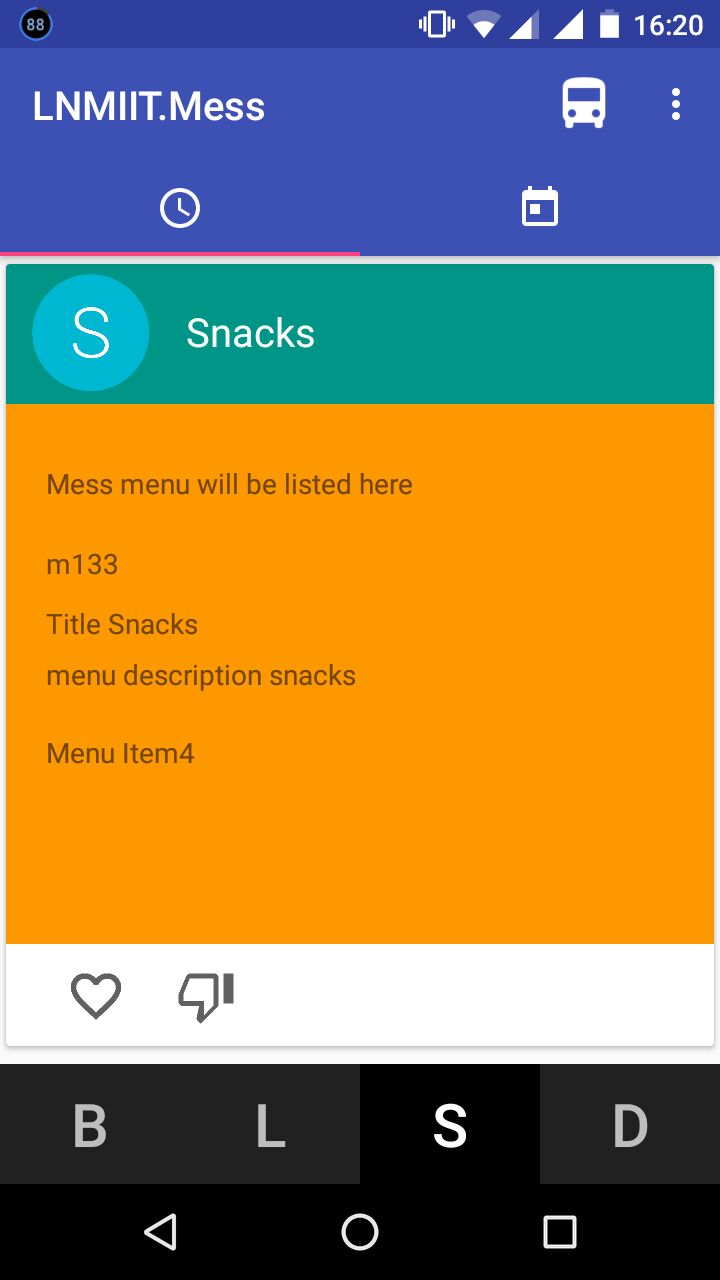 88
16:20
LNMIIT.Mess
S
Snacks
Mess menu will be listed here
m133
Title Snacks
menu description snacks
Menu Item4
B L S D